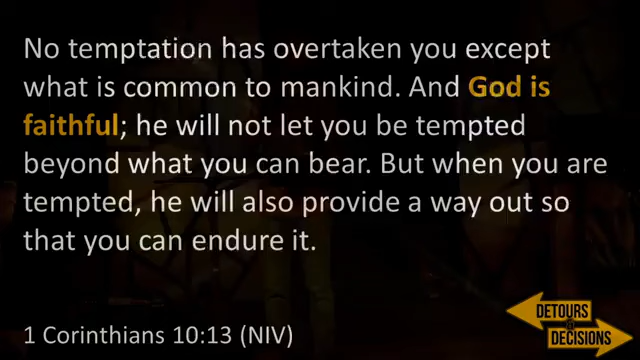 No temptation has overtaken you except
what is common to mankind. And God is
faithful; he will not let you be tempted
beyond what you can bear. But when you are
tempted, he will also provide a way out so
that you can endure it.
1 Corinthians 10:13 (NIV)
DETOURS
DECISIONS